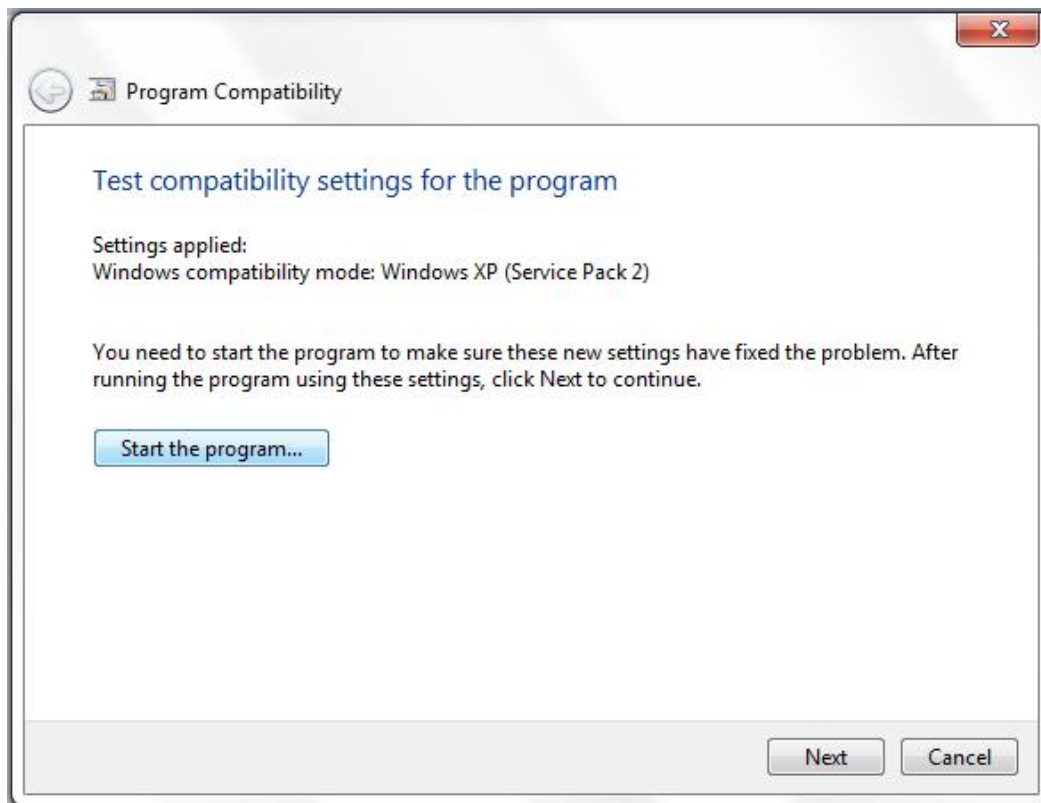 Program Compatibility
Test compatibility settings for the program
Settings applied:
Windows compatibility mode: Windows XP (Service Pack 2)
You need to start the program to make sure these new settings have fixed the problem. After
running the program using these settings, click Next to continue.
Start the program...
Next
Cancel